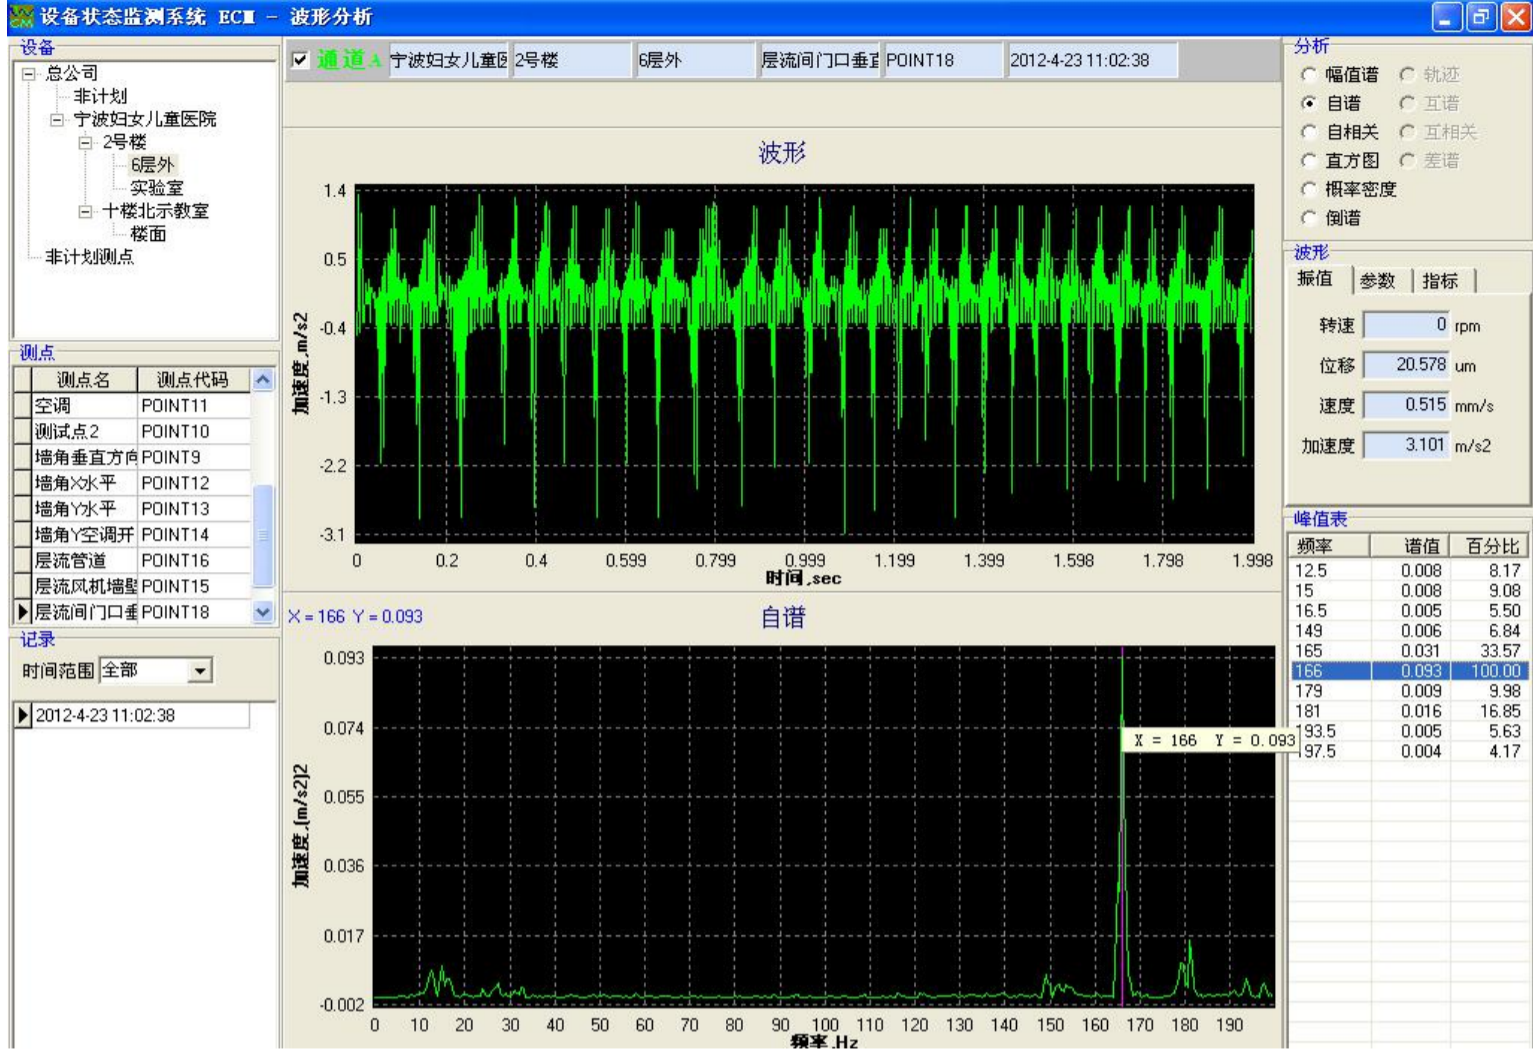 设备状态监测系统 ECM - 波形分析
设备
总公司
非计划
宁波妇女儿童医院
2号楼
6层外
实验室
十楼北示教室
楼面
非计划测点
测点
测点名 测点代码
空调 POINT11
测试点2 POINT10
墙角垂直方向 POINT9
墙角X水平 POINT12
墙角Y水平 POINT13
墙角Y空调开 POINT14
层流管道 POINT16
层流风机墙壁 POINT15
层流间门口垂 POINT18
记录
时间范围 全部
2012-4-23 11:02:38
通道A 宁波妇女儿童医 2号楼 6层外 层流间门口垂直 POINT18 2012-4-23 11:02:38
波形
加速度,m/s2
1.4
0.5
-0.4
-1.3
-2.2
-3.1
0 0.2 0.4 0.599 0.799 0.999 1.199 1.399 1.598 1.798 1.998
时间,sec
X = 166 Y = 0.093
自谱
加速度,(m/s2)2
0.093
0.074
0.055
0.036
0.017
-0.002
X = 166 Y = 0.093
0 10 20 30 40 50 60 70 80 90 100 110 120 130 140 150 160 170 180 190
频率,Hz
分析
幅值谱 轨迹
自谱 互谱
自相关 互相关
直方图 差谱
概率密度
倒谱
波形
振值 参数 指标
转速 0 rpm
位移 20.578 um
速度 0.515 mm/s
加速度 3.101 m/s2
峰值表
频率 谱值 百分比
12.5 0.008 8.17
15 0.008 9.08
16.5 0.005 5.50
149 0.006 6.84
165 0.031 33.57
166 0.093 100.00
179 0.009 9.98
181 0.016 16.85
193.5 0.005 5.63
197.5 0.004 4.17